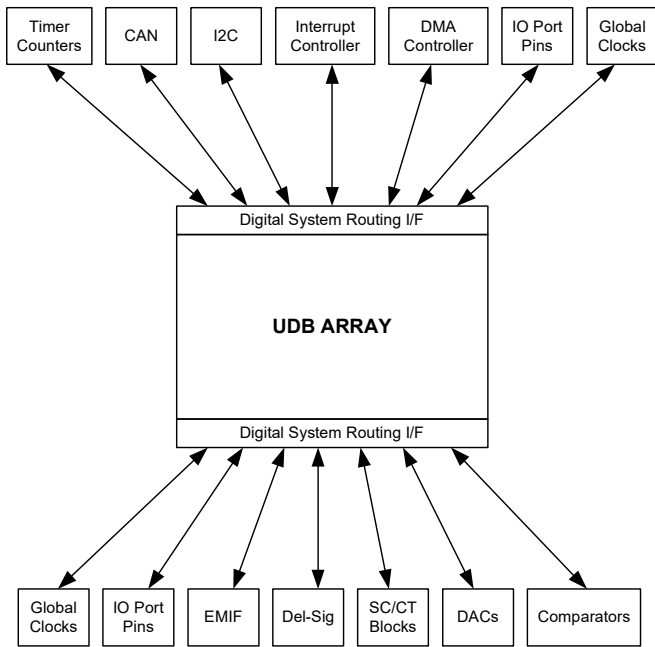 Timer
Counters
CAN
I2C
Interrupt
Controller
DMA
Controller
IO Port
Pins
Global
Clocks
Digital System Routing I/F
UDB ARRAY
Digital System Routing I/F
Global
Clocks
IO Port
Pins
EMIF
Del-Sig
SC/CT
Blocks
DACs
Comparators